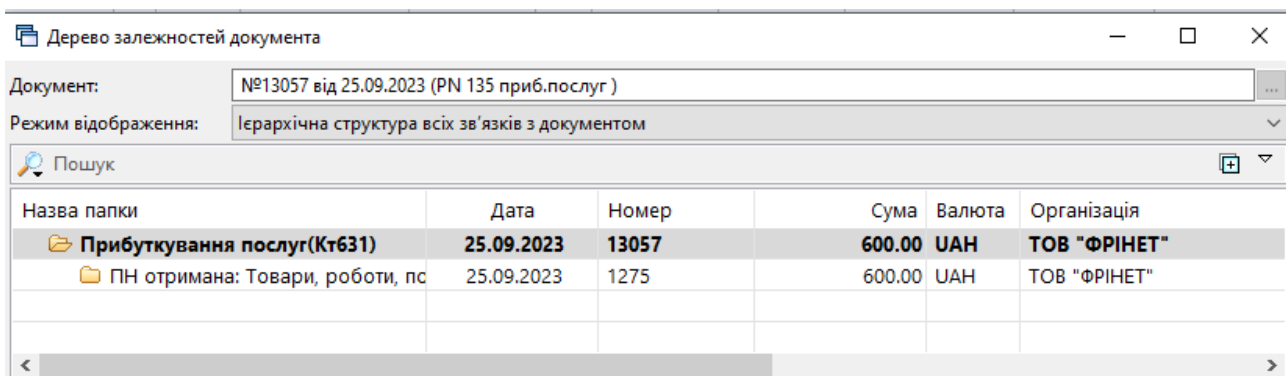 Дерево залежностей документа
Документ: №13057 від 25.09.2023 (PN 135 приб.послуг ) ...
Режим відображення: Ієрархічна структура всіх зв'язків з документом
Пошук
Назва папки Дата Номер Сума Валюта Організація
Прибуткування послуг(Кт631) 25.09.2023 13057 600.00 UAH ТОВ "ФРІНЕТ"
ПН отримана: Товари, роботи, по 25.09.2023 1275 600.00 UAH ТОВ "ФРІНЕТ"